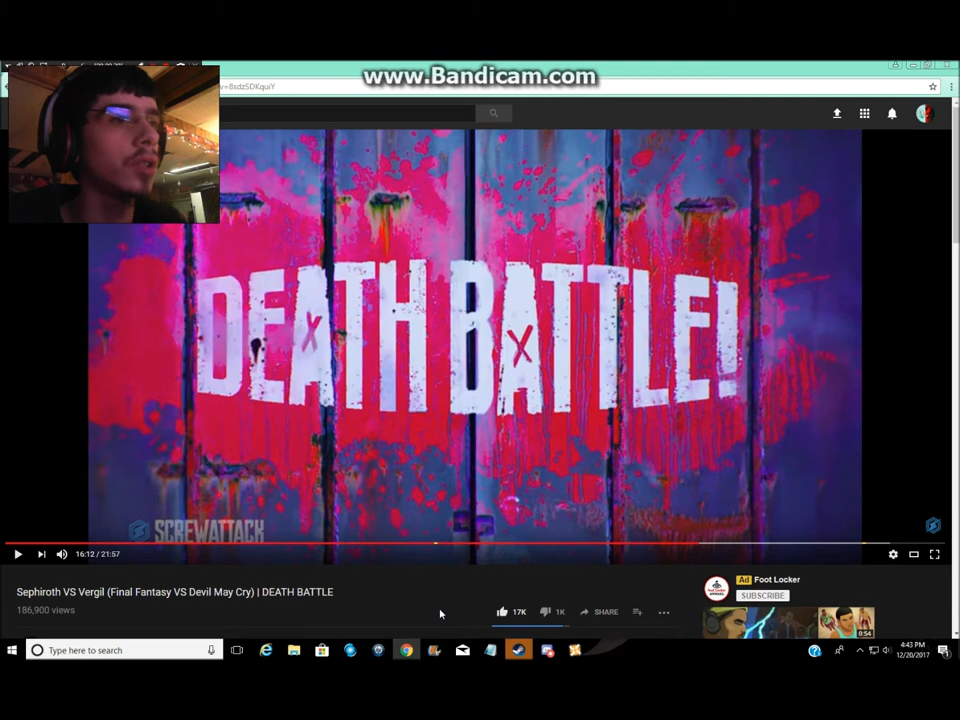 www.Bandicam.com
v=8sdzSDKquiY
DEATH BATTLE!
SCREWATTACK
16:12 / 21:57
Sephiroth VS Vergil (Final Fantasy VS Devil May Cry) | DEATH BATTLE
186,900 views
17K
1K
SHARE
Ad Foot Locker
SUBSCRIBE
0:54
Type here to search
4:43 PM
12/20/2017